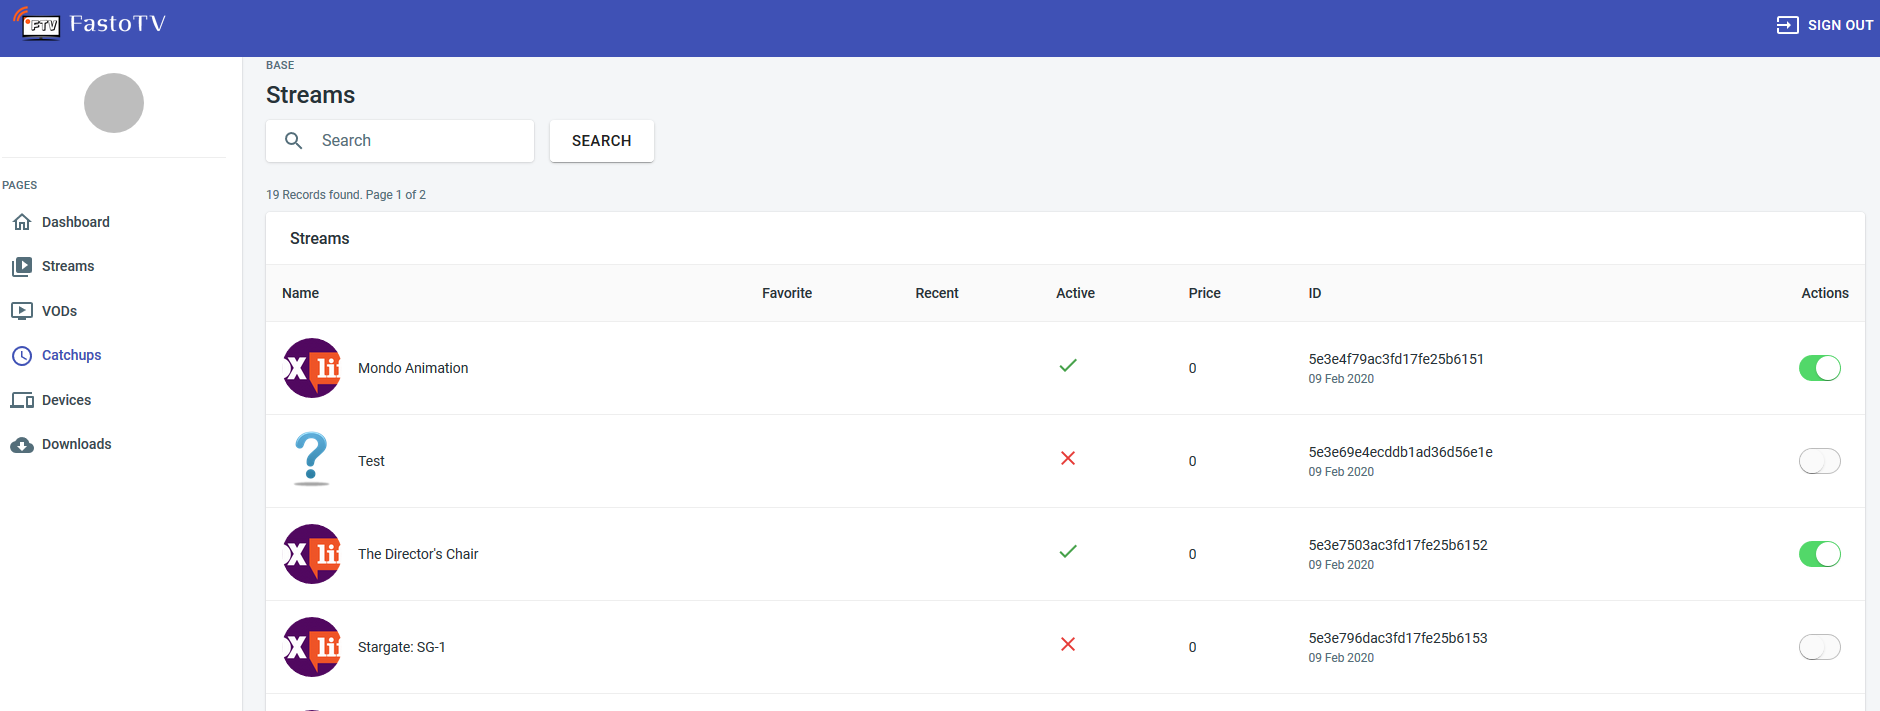 FTV FastoTV
SIGN OUT
PAGES
Dashboard
Streams
VODs
Catchups
Devices
Downloads
BASE
Streams
Search SEARCH
19 Records found. Page 1 of 2
Streams
Name Favorite Recent Active Price ID Actions
X lif Mondo Animation 0 5e3e4f79ac3fd17fe25b6151
09 Feb 2020
? Test 0 5e3e69e4ecddb1ad36d56e1e
09 Feb 2020
X lif The Director's Chair 0 5e3e7503ac3fd17fe25b6152
09 Feb 2020
X lif Stargate: SG-1 0 5e3e796dac3fd17fe25b6153
09 Feb 2020